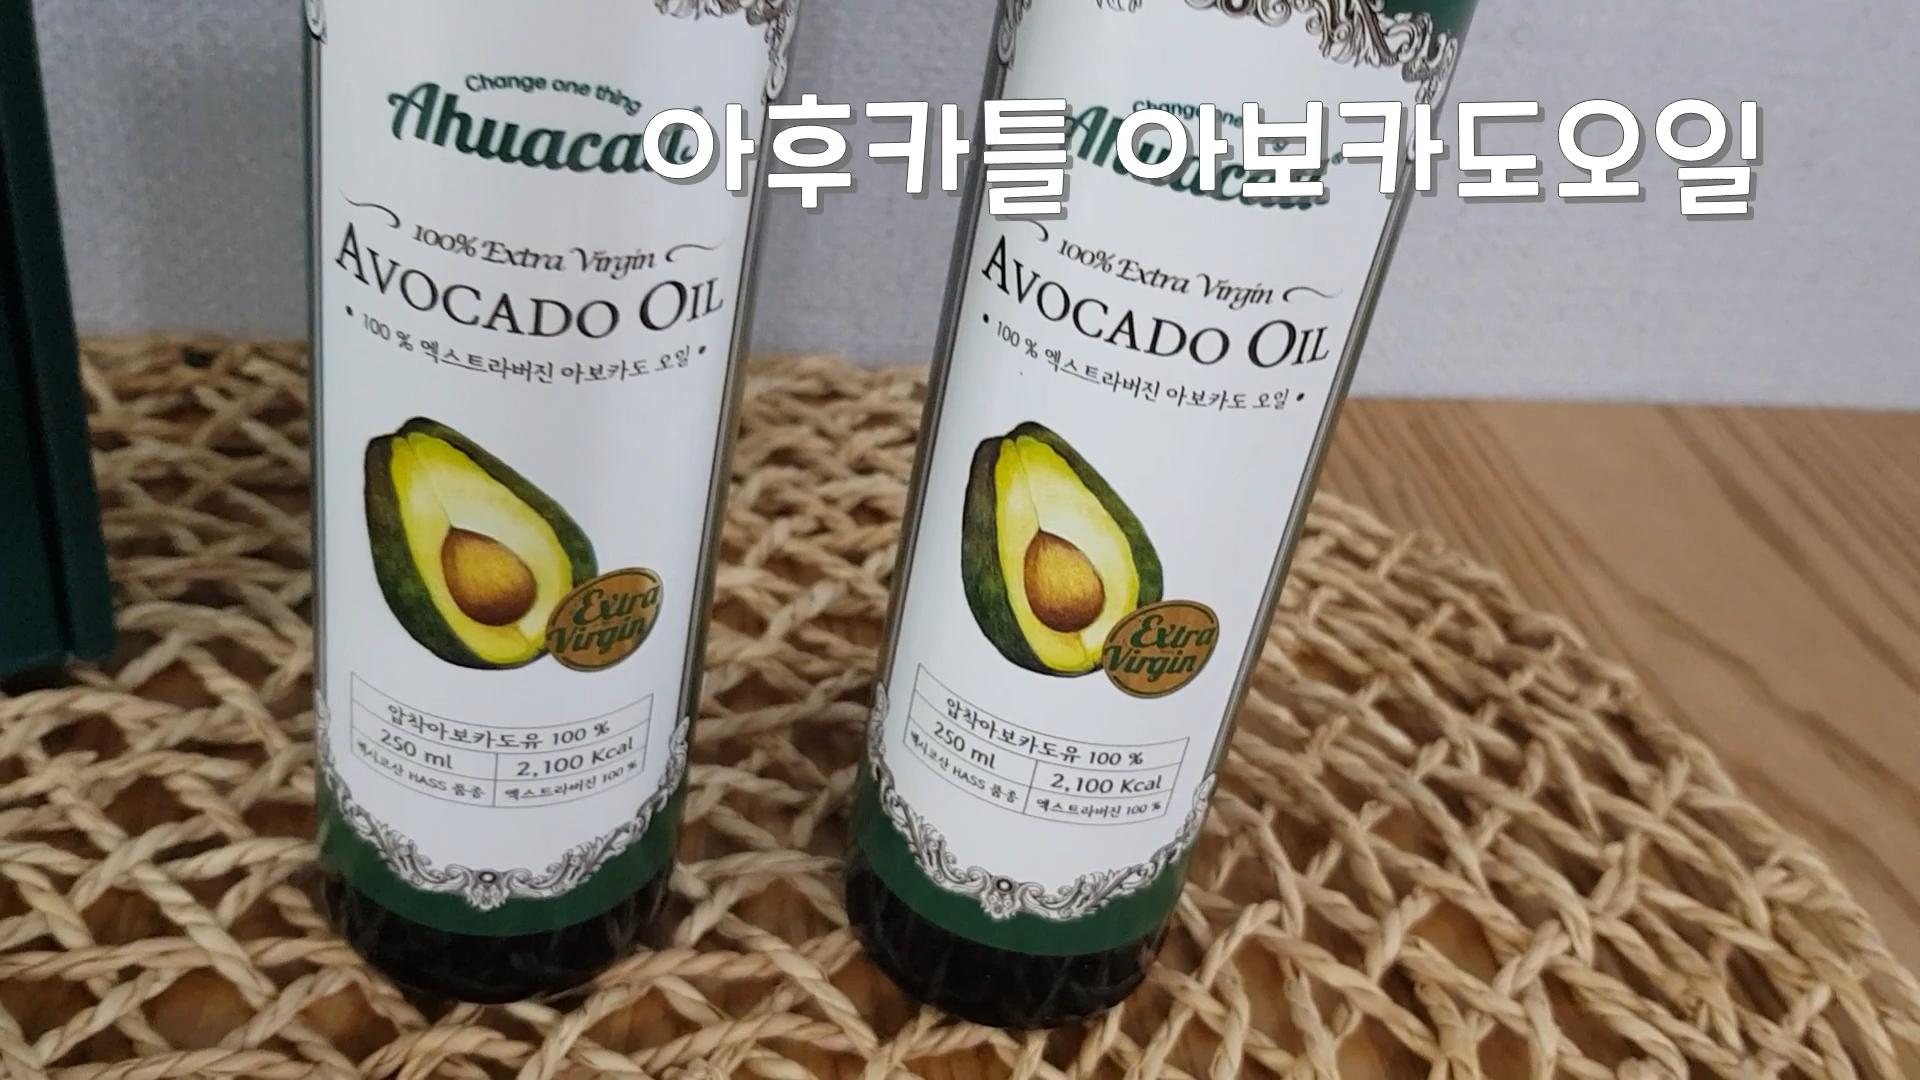 아후카틀 아보카도오일
Change one thing
100% Extra Virgin
AVOCADO OIL
• 100 % 엑스트라버진 아보카도 오일 •
Extra
Virgin
압착아보카도유 100 %
250 ml 2,100 Kcal
멕시코산 HASS 품종 엑스트라버진 100 %
100% Extra Virgin
AVOCADO OIL
• 100 % 엑스트라버진 아보카도 오일 •
Extra
Virgin
압착아보카도유 100 %
250 ml 2,100 Kcal
멕시코산 HASS 품종 엑스트라버진 100 %